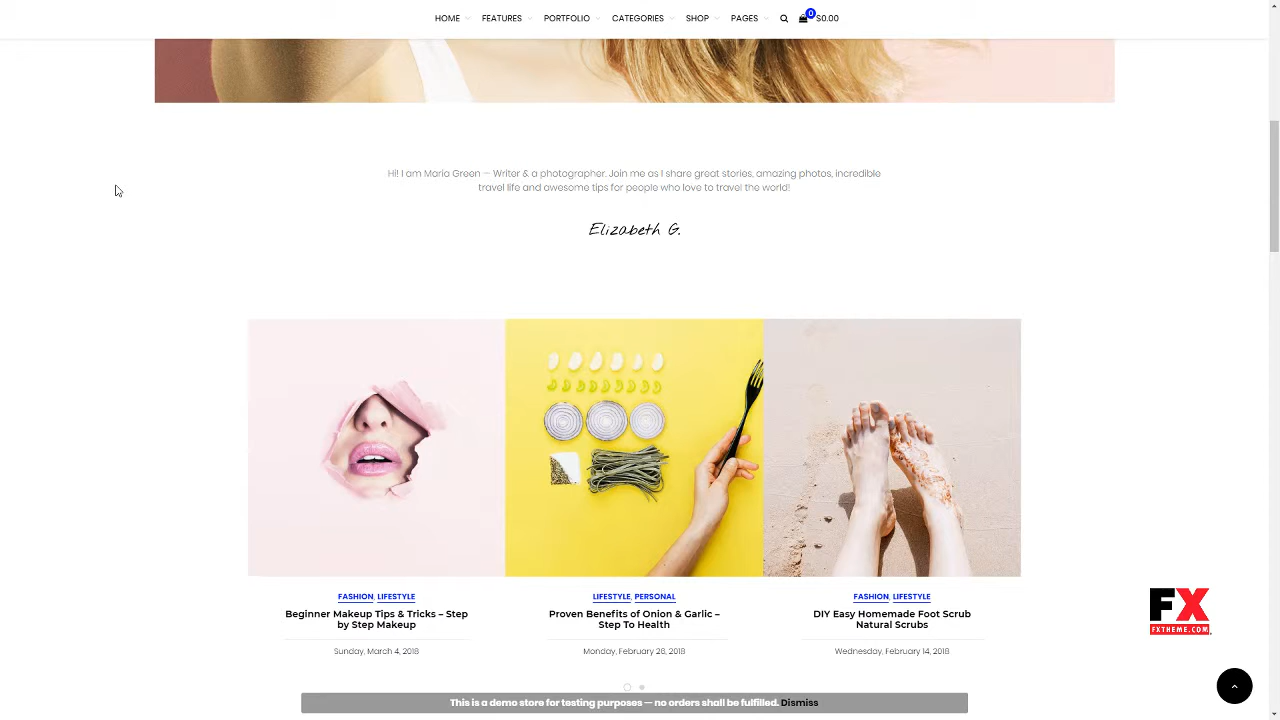 HOME FEATURES PORTFOLIO CATEGORIES SHOP PAGES 0 $0.00
Hi! I am Maria Green — Writer & a photographer. Join me as I share great stories, amazing photos, incredible
travel life and awesome tips for people who love to travel the world!
Elizabeth G.
FASHION, LIFESTYLE
Beginner Makeup Tips & Tricks – Step
by Step Makeup
Sunday, March 4, 2018
LIFESTYLE, PERSONAL
Proven Benefits of Onion & Garlic –
Step To Health
Monday, February 26, 2018
FASHION, LIFESTYLE
DIY Easy Homemade Foot Scrub
Natural Scrubs
Wednesday, February 14, 2018
FX
FXTHEME.COM
This is a demo store for testing purposes — no orders shall be fulfilled. Dismiss